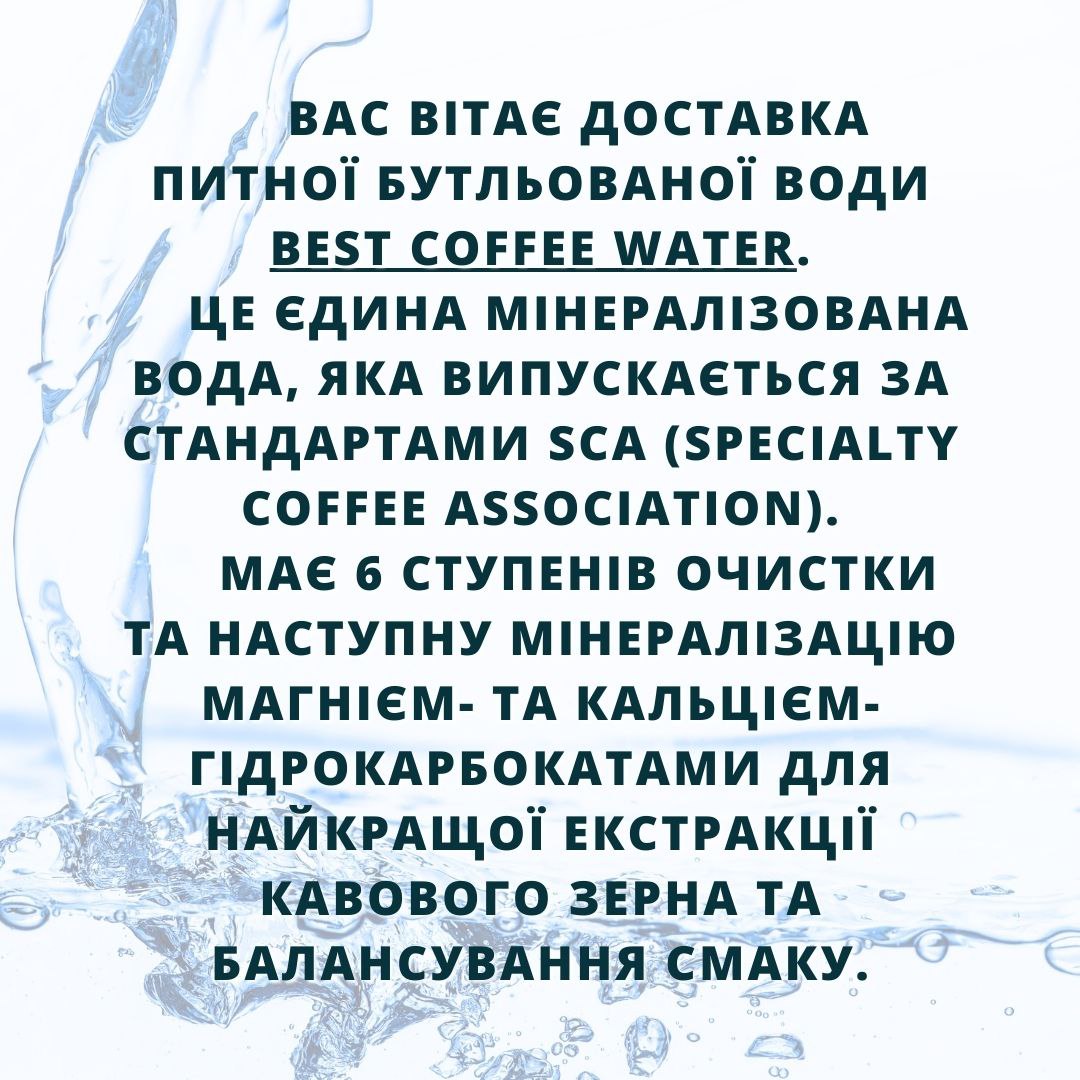 ВАС ВІТАЄ ДОСТАВКА
ПИТНОЇ БУТЛЬОВАНОЇ ВОДИ
BEST COFFEE WATER.
ЦЕ ЄДИНА МІНЕРАЛІЗОВАНА
ВОДА, ЯКА ВИПУСКАЄТЬСЯ ЗА
СТАНДАРТАМИ SCA (SPECIALTY
COFFEE ASSOCIATION).
МАЄ 6 СТУПЕНІВ ОЧИСТКИ
ТА НАСТУПНУ МІНЕРАЛІЗАЦІЮ
МАГНІЄМ- ТА КАЛЬЦІЄМ-
ГІДРОКАРБОКАТАМИ ДЛЯ
НАЙКРАЩОЇ ЕКСТРАКЦІЇ
КАВОВОГО ЗЕРНА ТА
БАЛАНСУВАННЯ СМАКУ.